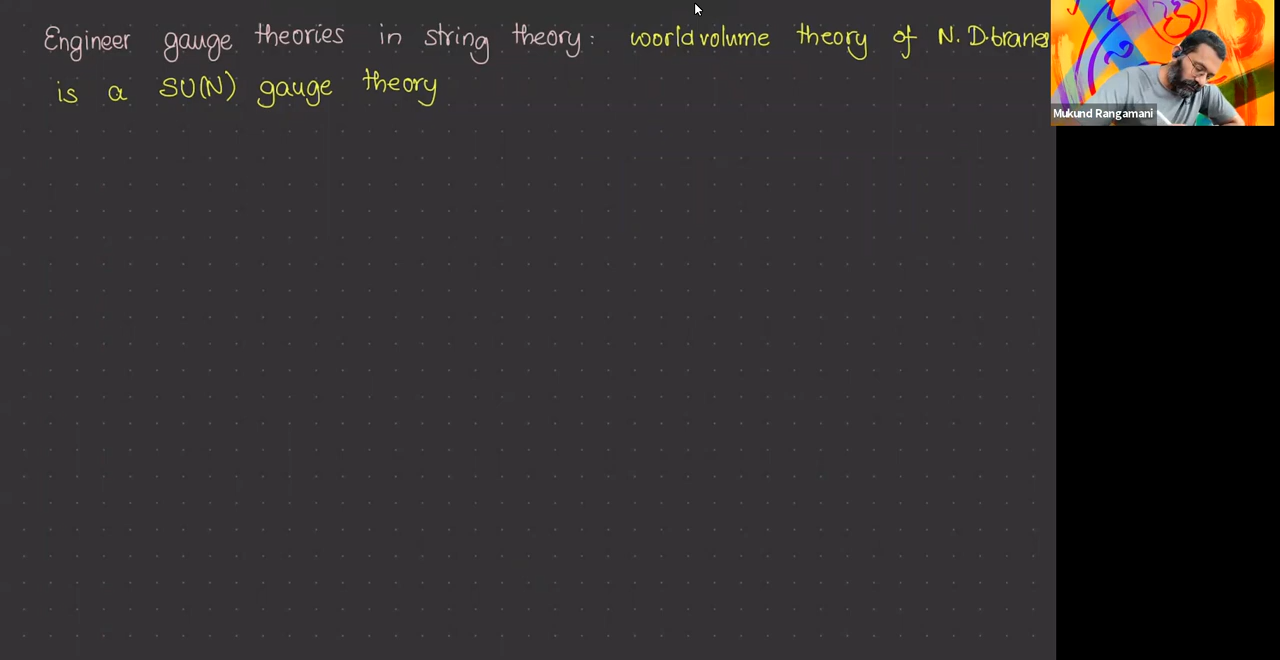 Engineer gauge theories in string theory: worldvolume theory of N. D-branes
is a SU(N) gauge theory
Mukund Rangamani